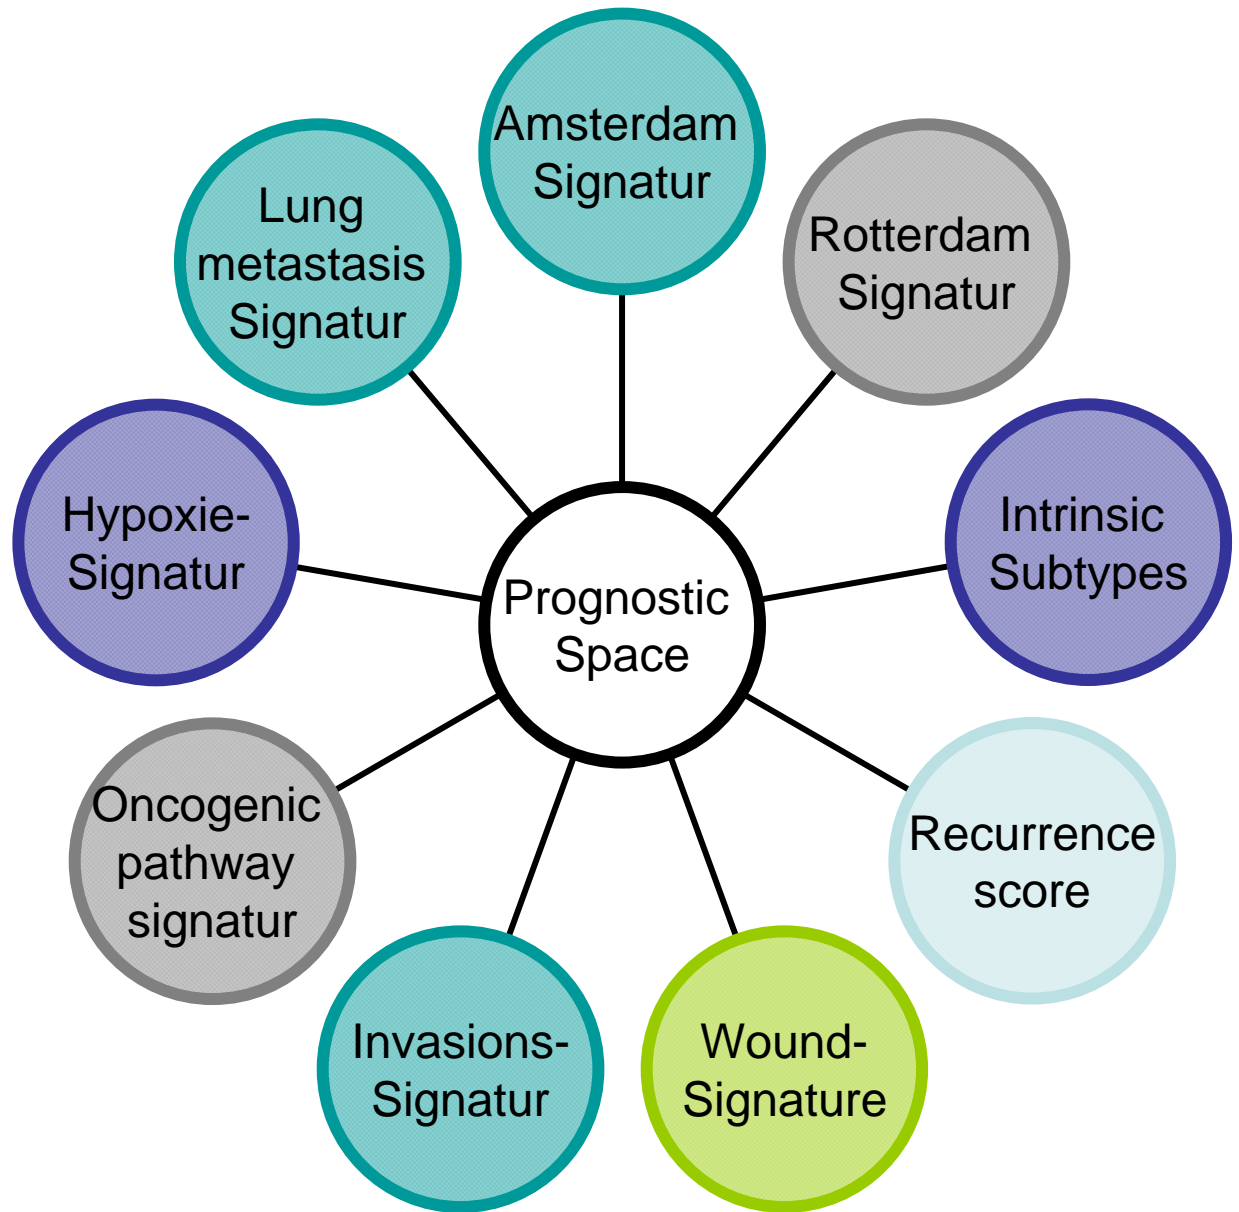 Amsterdam
Signatur
Rotterdam
Signatur
Intrinsic
Subtypes
Recurrence
score
Wound-
Signature
Invasions-
Signatur
Oncogenic
pathway
signatur
Hypoxie-
Signatur
Lung
metastasis
Signatur
Prognostic
Space